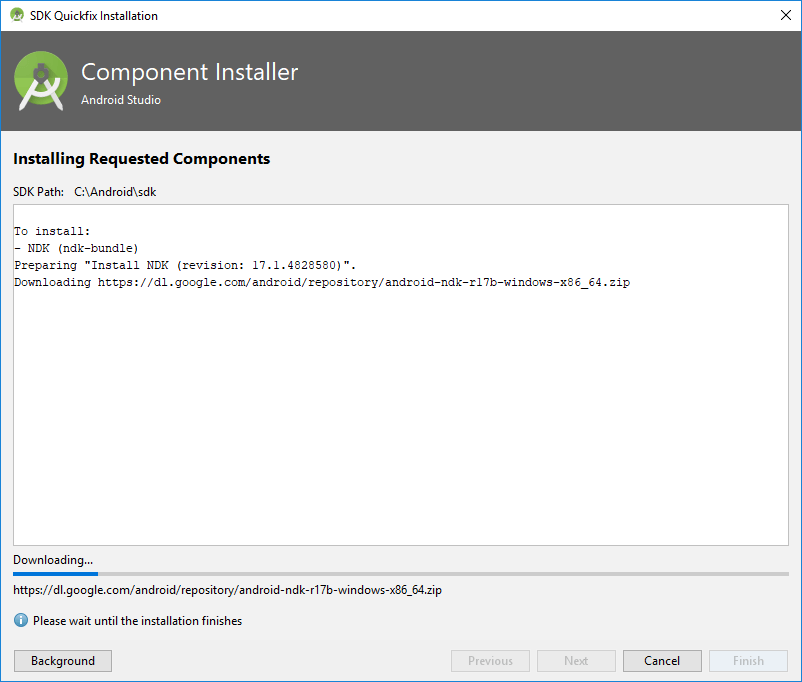 SDK Quickfix Installation
Component Installer
Android Studio
Installing Requested Components
SDK Path: C:\Android\sdk
To install:
- NDK (ndk-bundle)
Preparing "Install NDK (revision: 17.1.4828580)".
Downloading https://dl.google.com/android/repository/android-ndk-r17b-windows-x86_64.zip
Downloading...
https://dl.google.com/android/repository/android-ndk-r17b-windows-x86_64.zip
Please wait until the installation finishes
Background Previous Next Cancel Finish